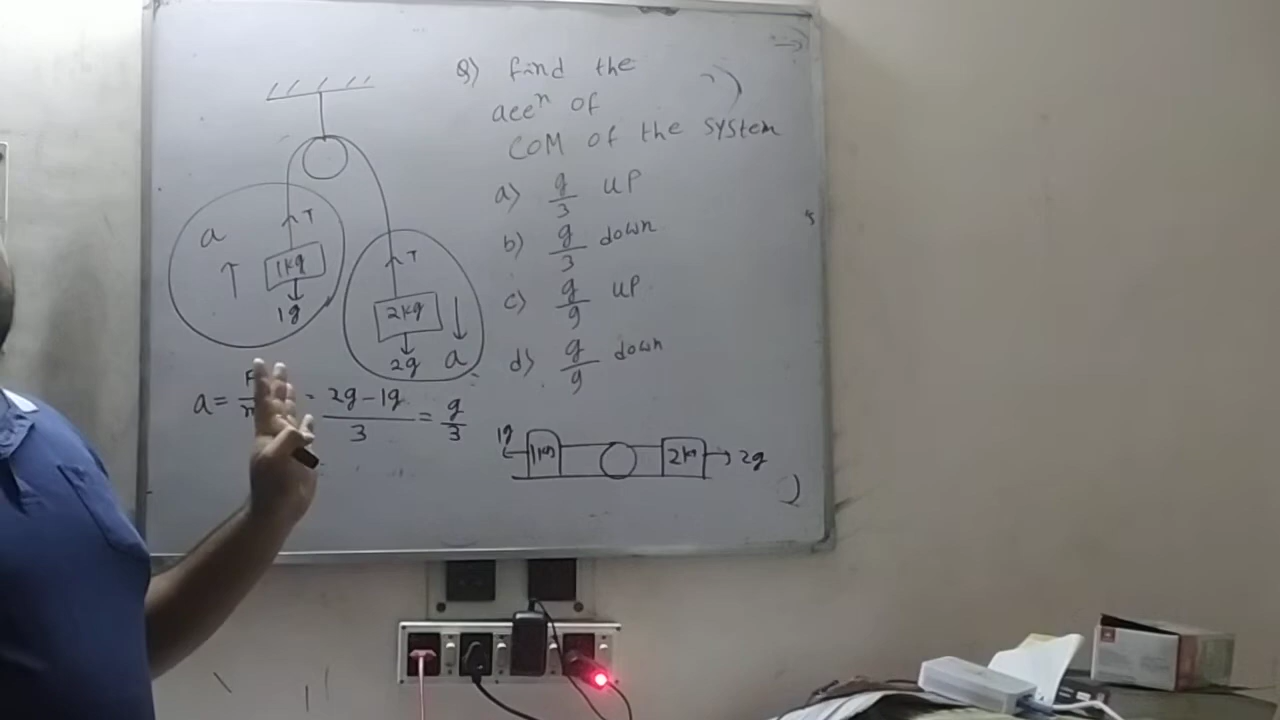 Q) find the
accn of
COM of the system
a) g/3 up
b) g/3 down
c) g/9 up
d) g/9 down
T
a
1kg
1g
T
2kg
2g
a
a = = 2g-1g/3 = g/3
1g
1kg
2kg
2g